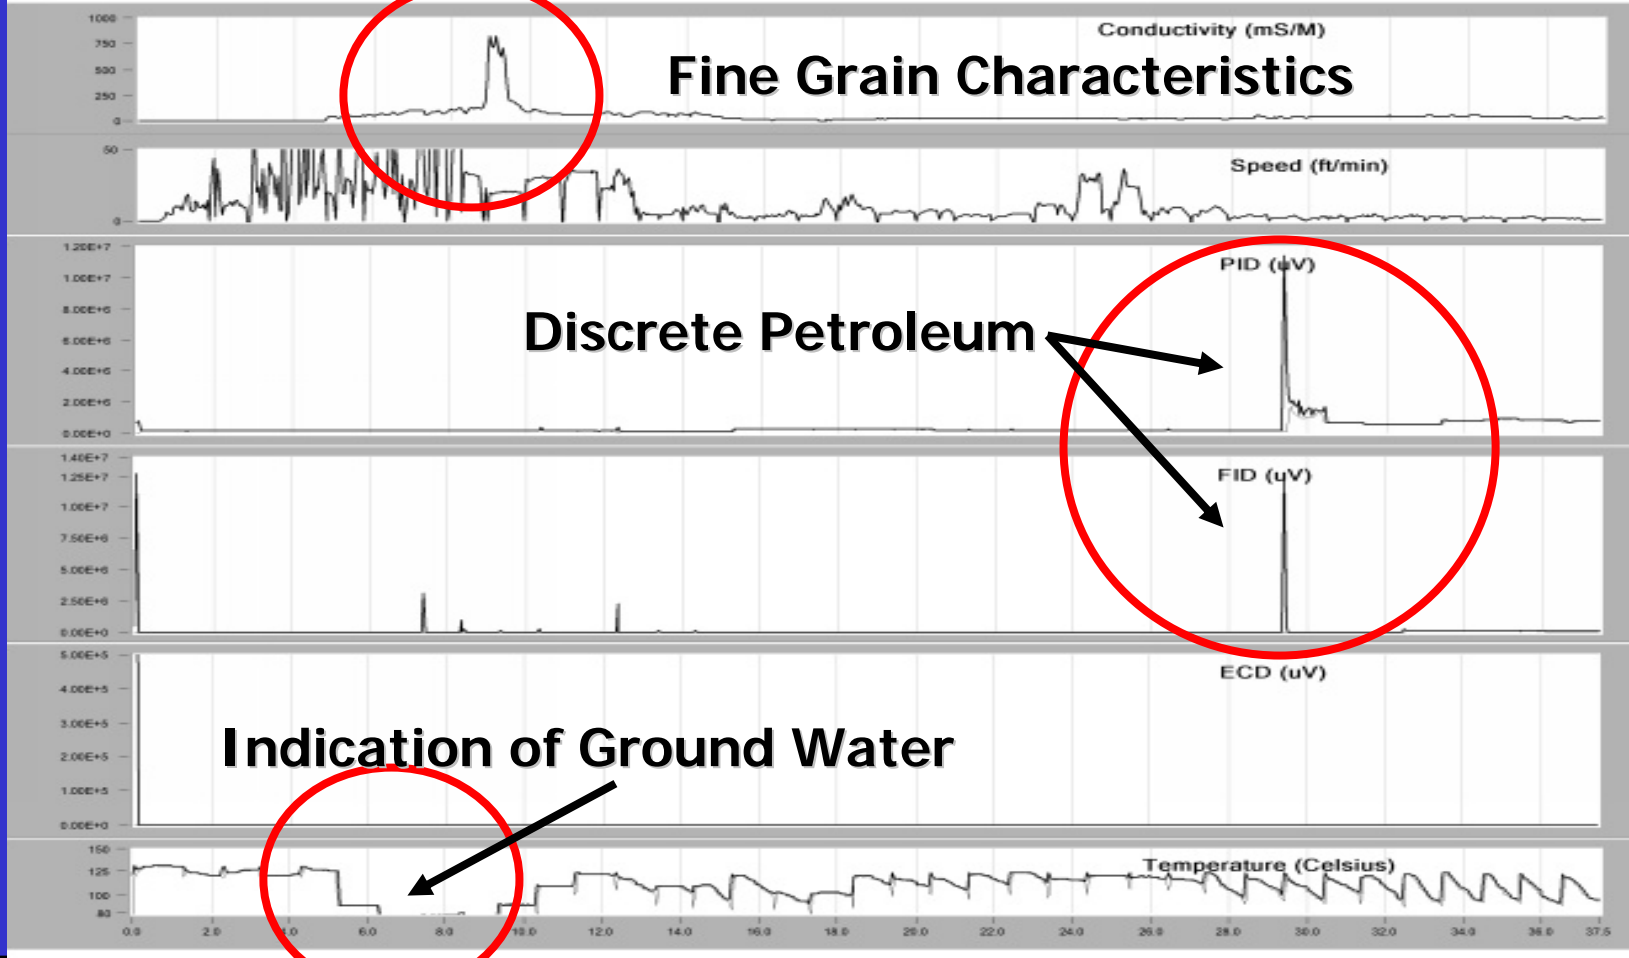 Conductivity (mS/M)
Fine Grain Characteristics
1000
750
500
250
0
Speed (ft/min)
50
0
PID (uV)
1.20E+7
1.00E+7
8.00E+6
6.00E+6
4.00E+6
2.00E+6
0.00E+0
Discrete Petroleum
FID (uV)
1.40E+7
1.25E+7
1.00E+7
7.50E+6
5.00E+6
2.50E+6
0.00E+0
ECD (uV)
5.00E+5
4.00E+5
3.00E+5
2.00E+5
1.00E+5
0.00E+0
Indication of Ground Water
Temperature (Celsius)
150
125
100
80
0.0 2.0 4.0 6.0 8.0 10.0 12.0 14.0 16.0 18.0 20.0 22.0 24.0 26.0 28.0 30.0 32.0 34.0 36.0 37.5